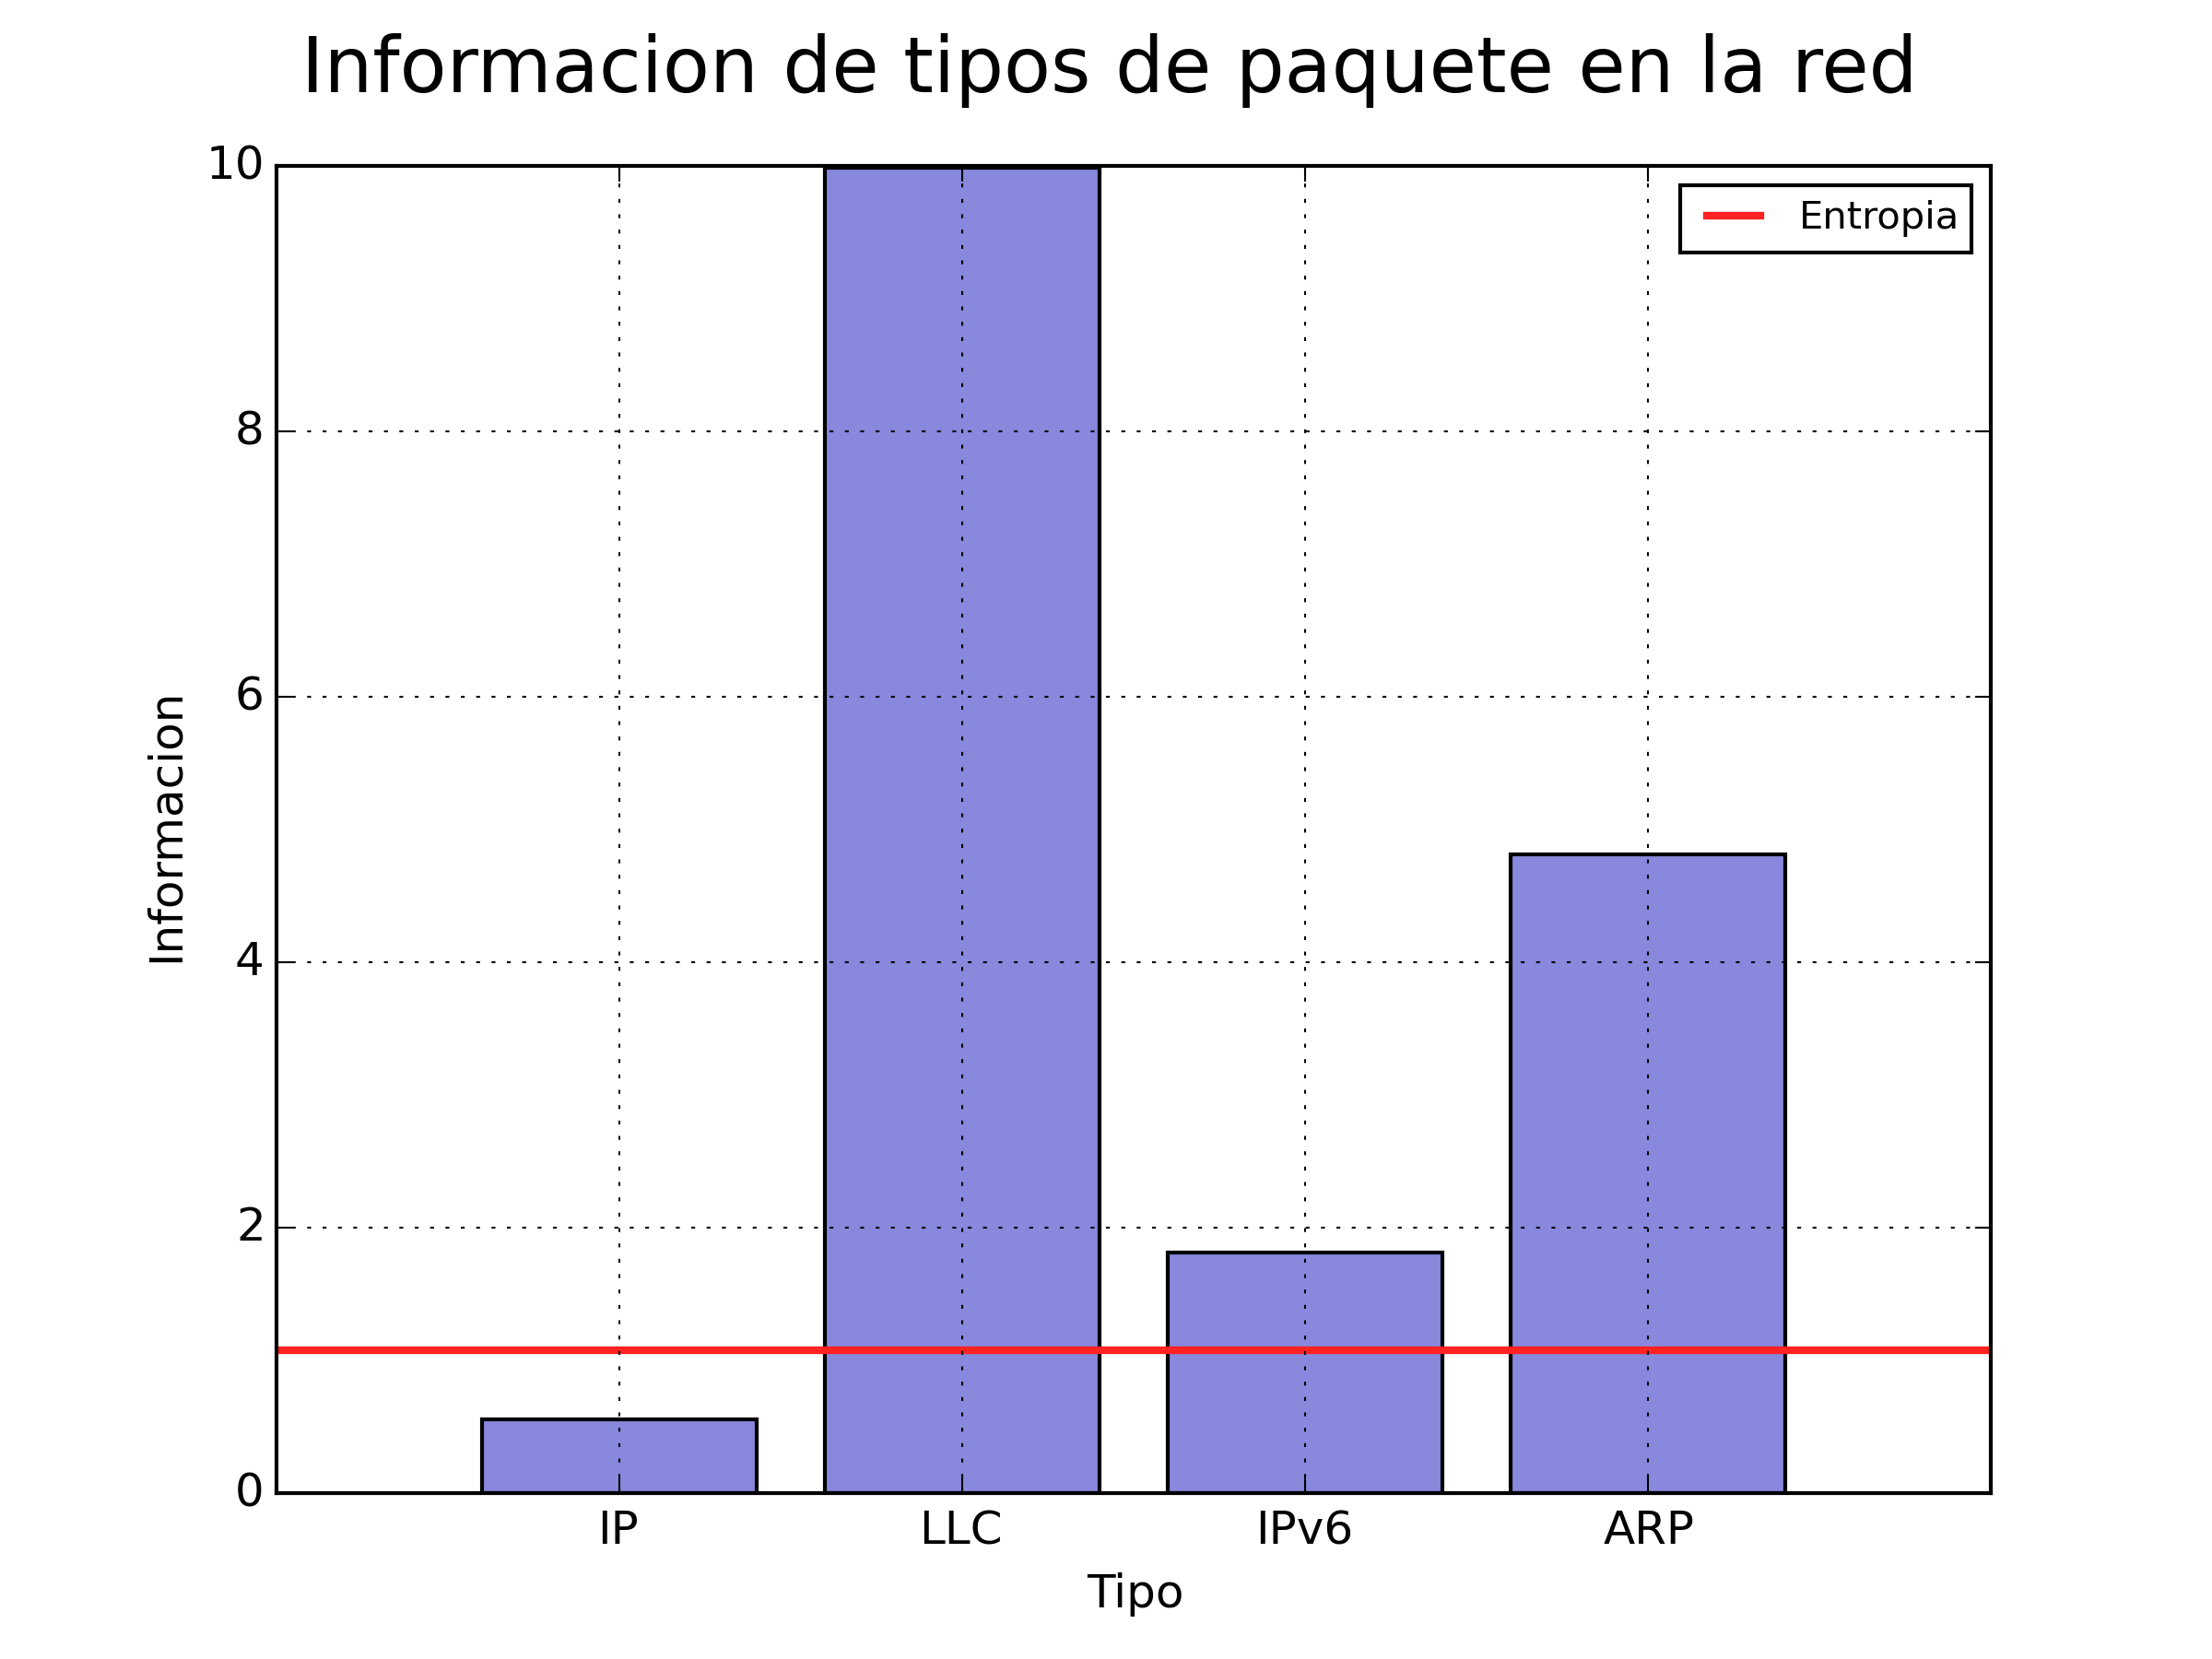 Informacion de tipos de paquete en la red
10
8
6
4
2
0
Informacion
Entropia
IP LLC IPv6 ARP
Tipo